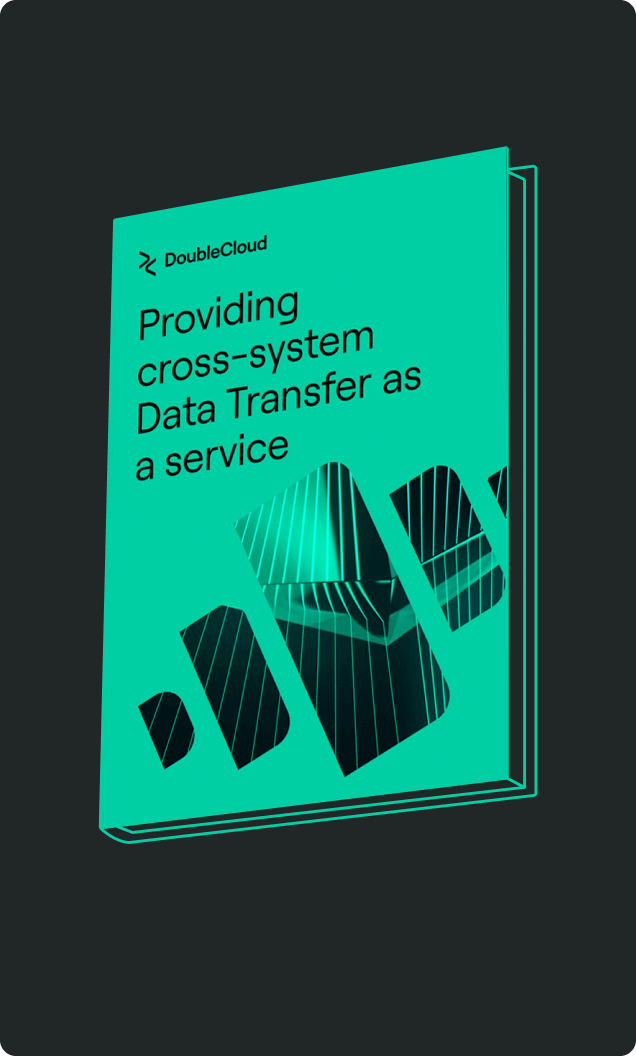 DoubleCloud
Providing
cross-system
Data Transfer as
a service